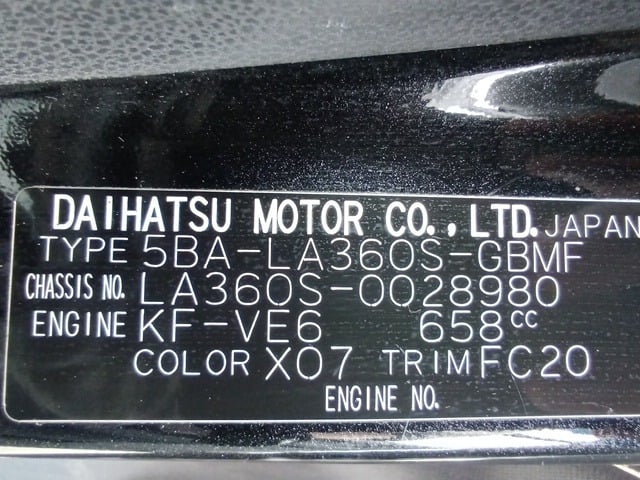 DAIHATSU MOTOR CO., LTD. JAPAN
TYPE 5BA-LA360S-GBMF
CHASSIS NO. LA360S-0028980
ENGINE KF-VE6 658cc
COLOR X07 TRIM FC20
ENGINE NO.